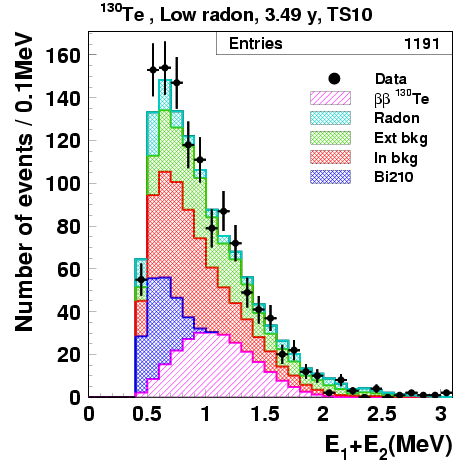 ¹³⁰Te , Low radon, 3.49 y, TS10
Entries 1191
Data
ββ ¹³⁰Te
Radon
Ext bkg
In bkg
Bi210
Number of events / 0.1MeV
160
140
120
100
80
60
40
20
0
0 0.5 1 1.5 2 2.5 3
E₁+E₂(MeV)